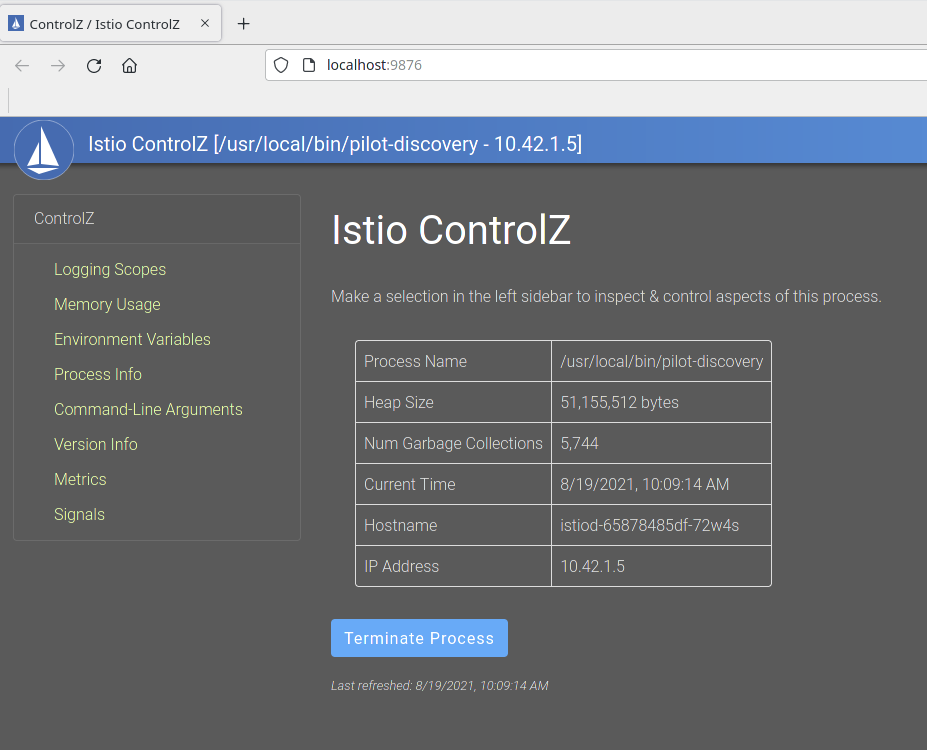 ControlZ / Istio ControlZ
localhost:9876
Istio ControlZ [/usr/local/bin/pilot-discovery - 10.42.1.5]
ControlZ
Logging Scopes
Memory Usage
Environment Variables
Process Info
Command-Line Arguments
Version Info
Metrics
Signals
Istio ControlZ
Make a selection in the left sidebar to inspect & control aspects of this process.
Process Name /usr/local/bin/pilot-discovery
Heap Size 51,155,512 bytes
Num Garbage Collections 5,744
Current Time 8/19/2021, 10:09:14 AM
Hostname istiod-65878485df-72w4s
IP Address 10.42.1.5
Terminate Process
Last refreshed: 8/19/2021, 10:09:14 AM